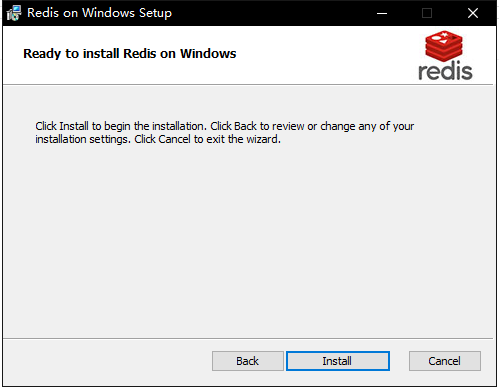 Redis on Windows Setup
Ready to install Redis on Windows
redis
Click Install to begin the installation. Click Back to review or change any of your
installation settings. Click Cancel to exit the wizard.
Back
Install
Cancel